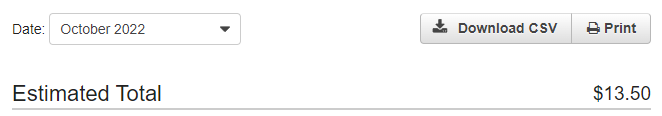 Date: October 2022 Download CSV Print
Estimated Total $13.50